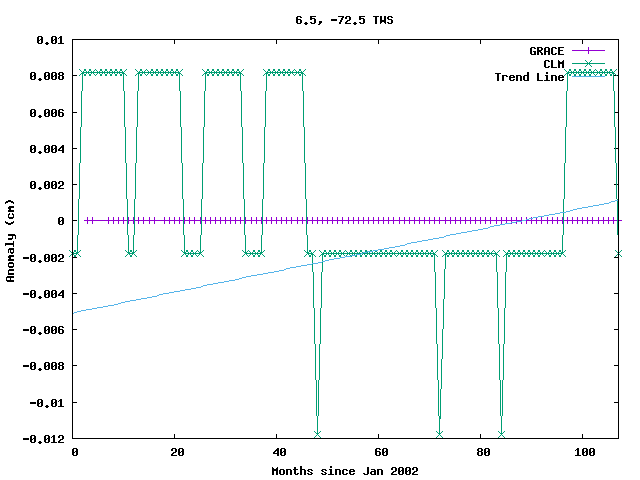 6.5, -72.5 TWS
GRACE
CLM
Trend Line
0.01
0.008
0.006
0.004
0.002
0
-0.002
-0.004
-0.006
-0.008
-0.01
-0.012
Anomaly (cm)
0 20 40 60 80 100
Months since Jan 2002